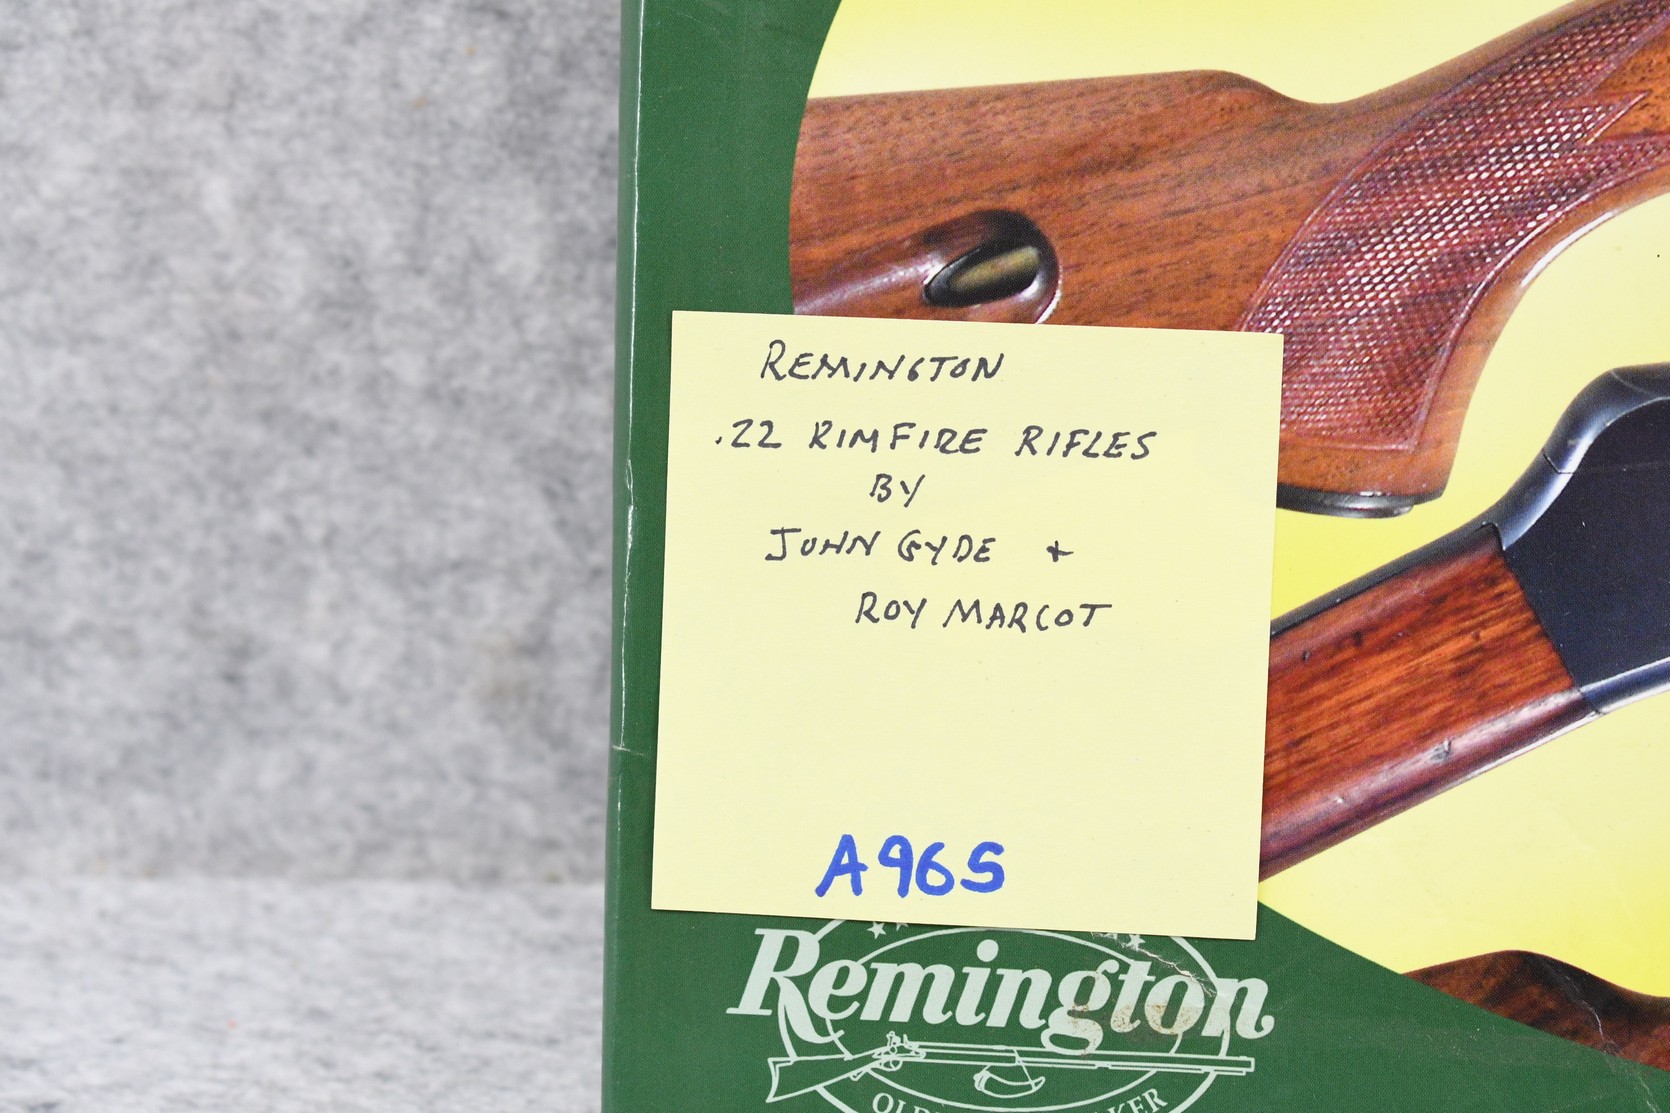 REMINGTON
.22 RIMFIRE RIFLES
BY
JOHN GYDE +
ROY MARCOT
A965
Remington